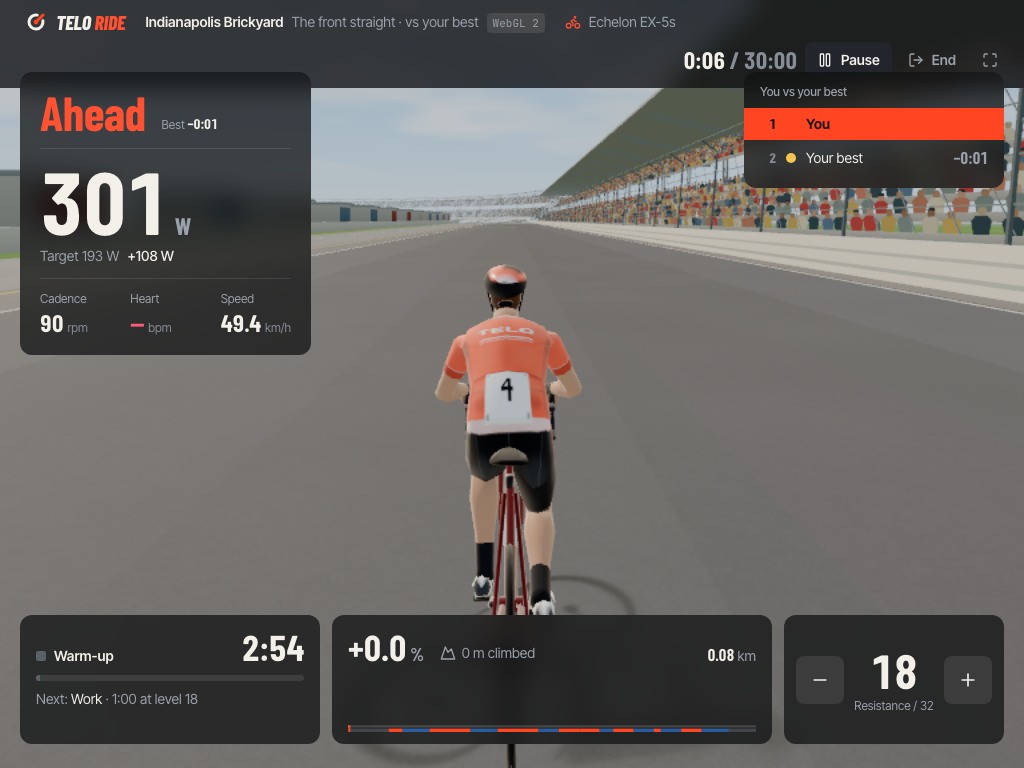 TELO RIDE Indianapolis Brickyard The front straight · vs your best WebGL 2 Echelon EX-5s
0:06 / 30:00 Pause End
Ahead Best −0:01
301 W
Target 193 W +108 W
Cadence Heart Speed
90 rpm – bpm 49.4 km/h
You vs your best
1 You
2 Your best −0:01
TELO
4
Warm-up 2:54
Next: Work · 1:00 at level 18
+0.0 % 0 m climbed 0.08 km
− 18 +
Resistance / 32